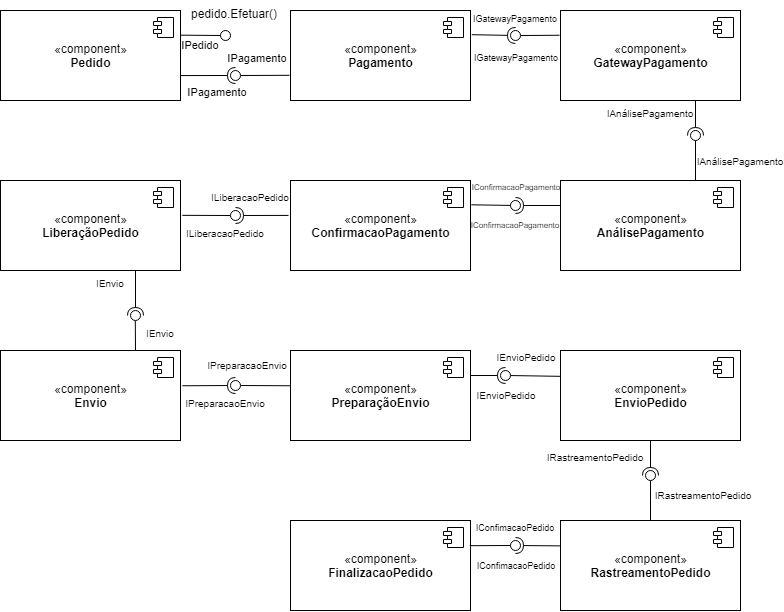 pedido.Efetuar()
IPedido
«component»
Pedido
IPagamento
IPagamento
«component»
Pagamento
IGatewayPagamento
IGatewayPagamento
«component»
GatewayPagamento
IAnálisePagamento
IAnálisePagamento
«component»
LiberaçãoPedido
ILiberacaoPedido
ILiberacaoPedido
«component»
ConfirmacaoPagamento
IConfirmacaoPagamento
IConfirmacaoPagamento
«component»
AnálisePagamento
IEnvio
IEnvio
«component»
Envio
IPreparacaoEnvio
IPreparacaoEnvio
«component»
PreparaçãoEnvio
IEnvioPedido
IEnvioPedido
«component»
EnvioPedido
IRastreamentoPedido
IRastreamentoPedido
«component»
FinalizacaoPedido
IConfimacaoPedido
IConfimacaoPedido
«component»
RastreamentoPedido